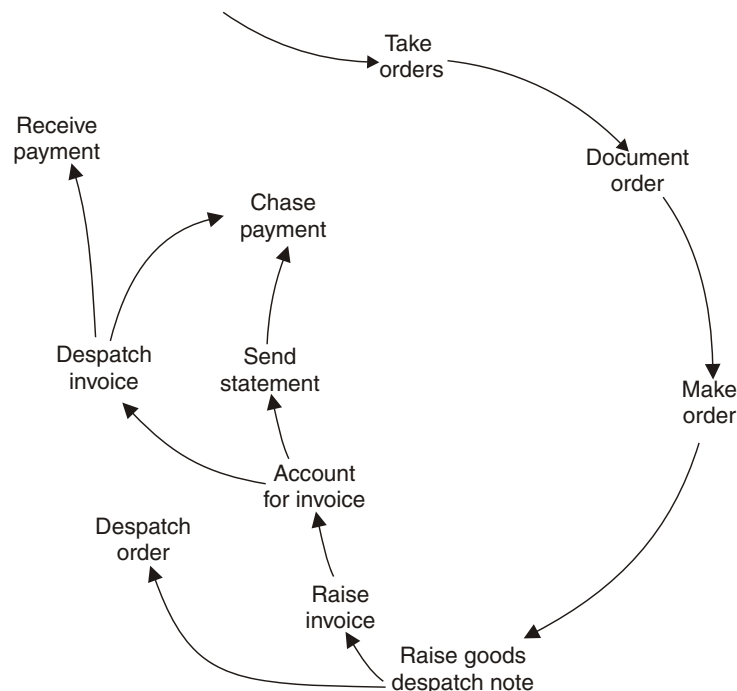 Take
orders
Document
order
Receive
payment
Chase
payment
Despatch
invoice
Send
statement
Make
order
Account
for invoice
Despatch
order
Raise
invoice
Raise goods
despatch note